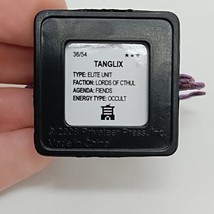 36/54 ★★☆
TANGLIX
TYPE: ELITE UNIT
FACTION: LORDS OF CTHUL
AGENDA: FIENDS
ENERGY TYPE: OCCULT
© 2008 Privateer Press, Inc.
Made in China